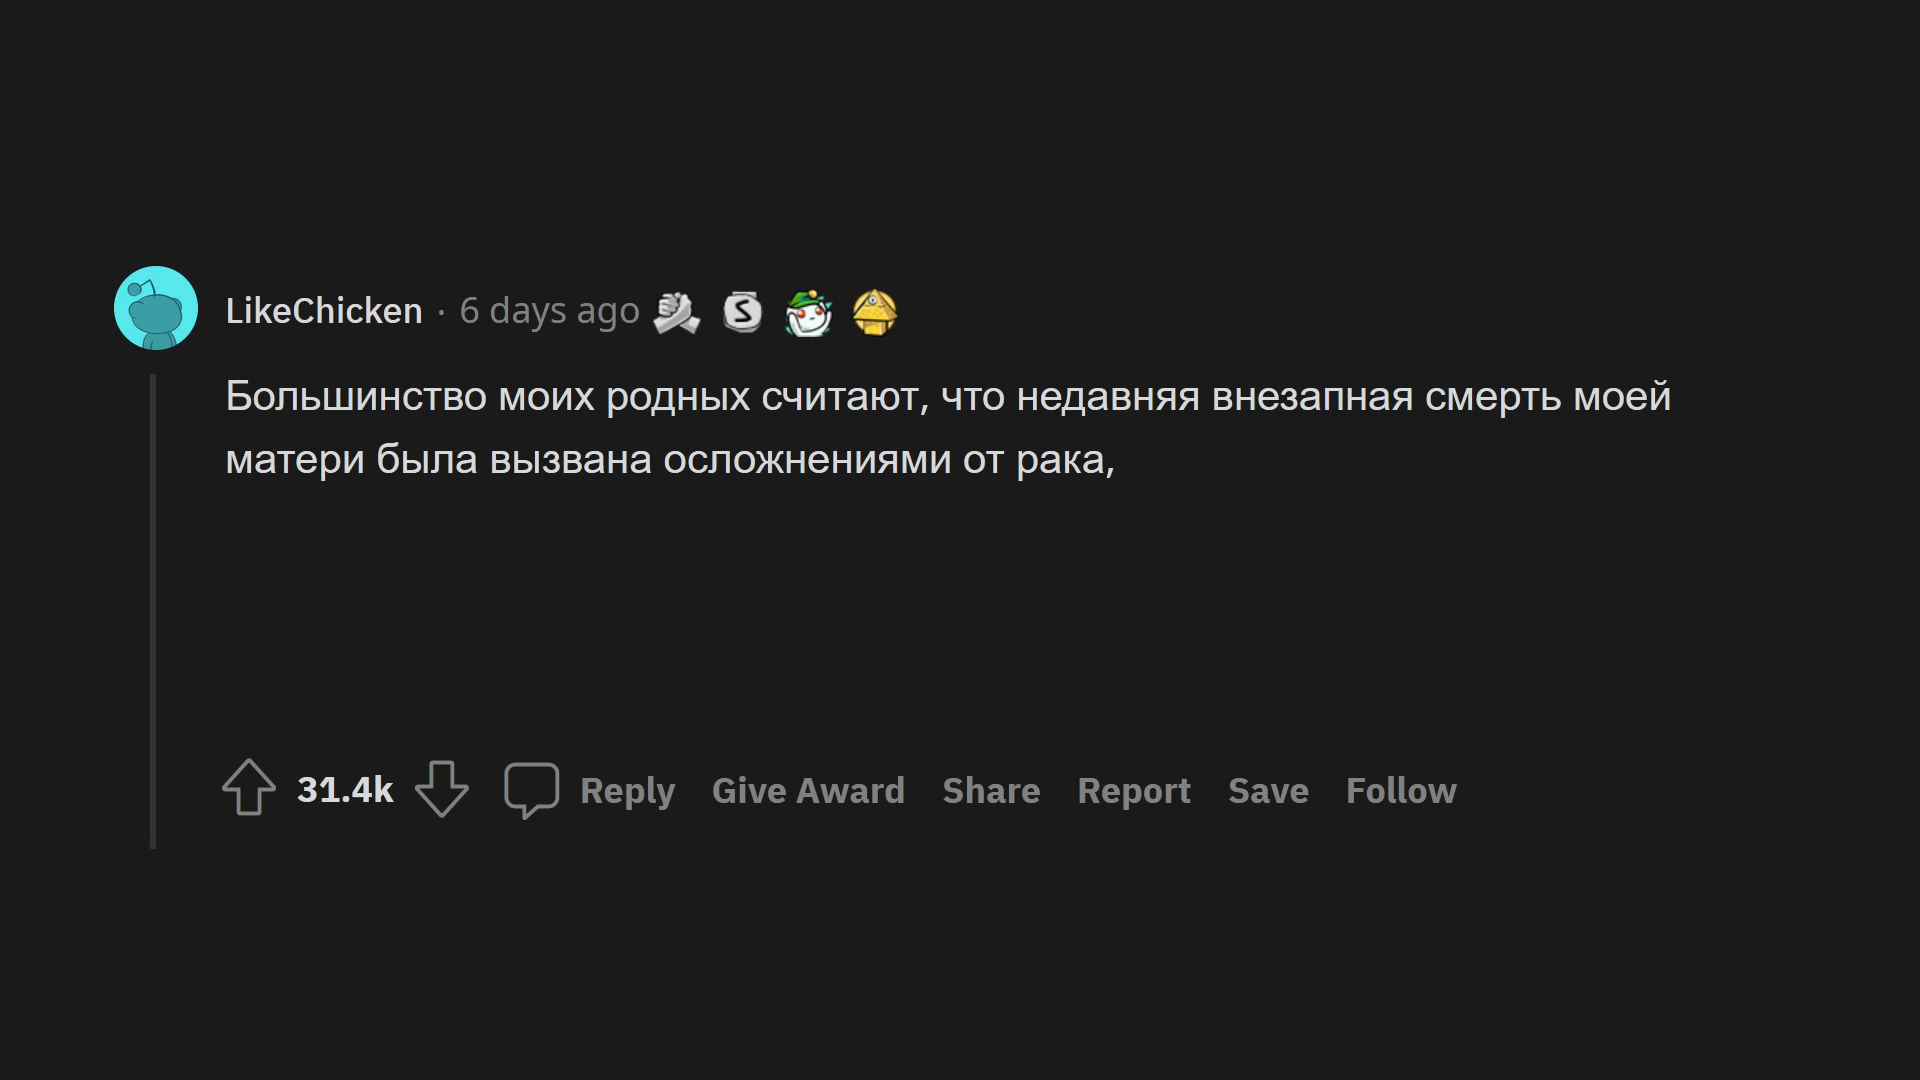 LikeChicken · 6 days ago
Большинство моих родных считают, что недавняя внезапная смерть моей
матери была вызвана осложнениями от рака,
31.4k Reply Give Award Share Report Save Follow